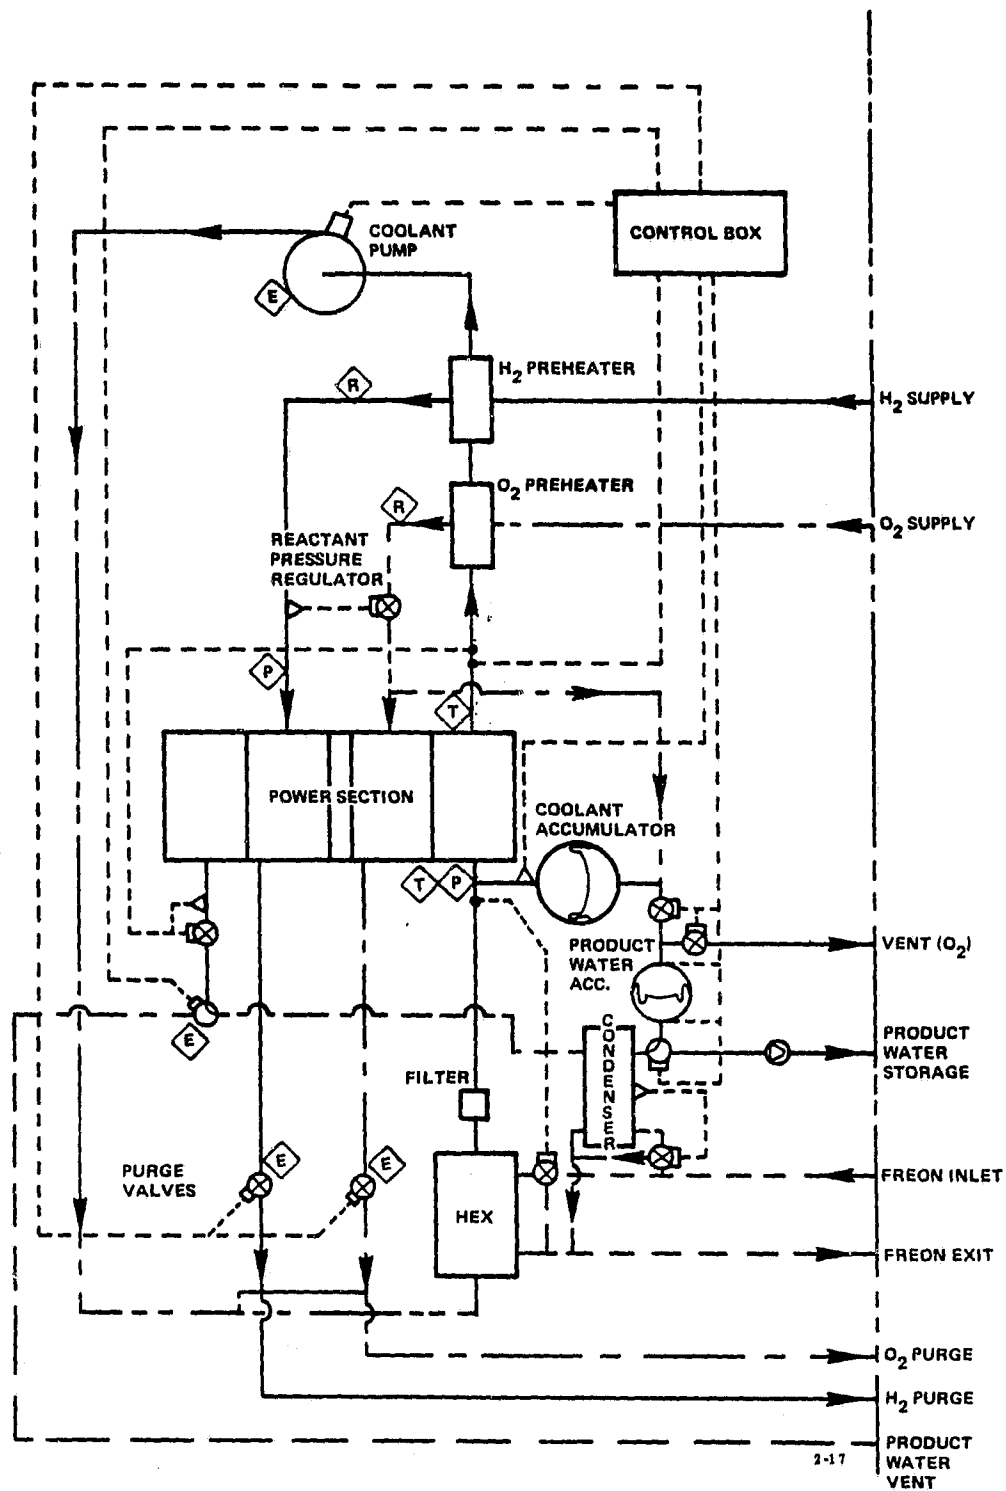 COOLANT
PUMP
CONTROL BOX
E
H2 PREHEATER
R
H2 SUPPLY
O2 PREHEATER
R
O2 SUPPLY
REACTANT
PRESSURE
REGULATOR
P
T
POWER SECTION
COOLANT
ACCUMULATOR
T
P
PRODUCT
WATER
ACC.
VENT (O2)
E
CONDENSER
PRODUCT
WATER
STORAGE
FILTER
PURGE
VALVES
E
E
FREON INLET
HEX
FREON EXIT
O2 PURGE
H2 PURGE
2-17
PRODUCT
WATER
VENT